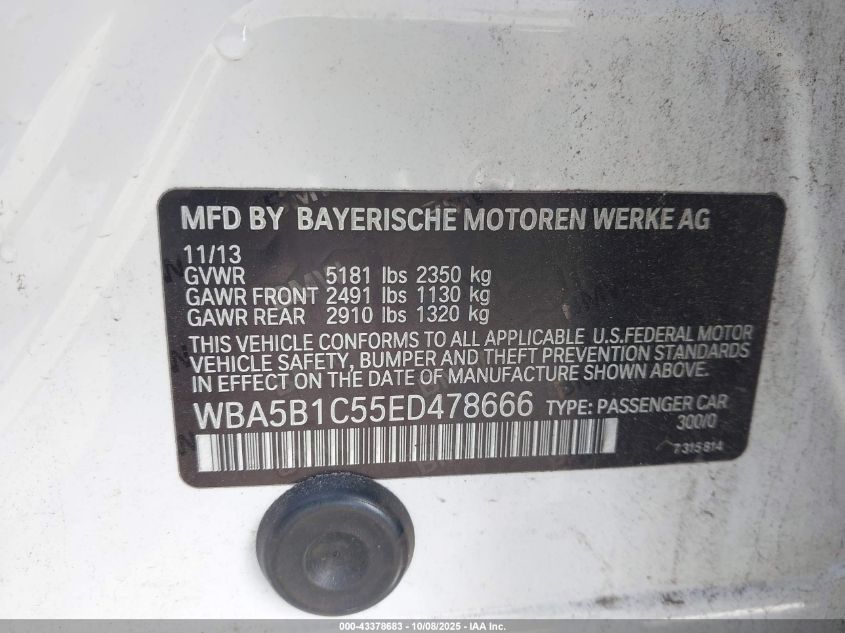 MFD BY BAYERISCHE MOTOREN WERKE AG
11/13
GVWR 5181 lbs 2350 kg
GAWR FRONT 2491 lbs 1130 kg
GAWR REAR 2910 lbs 1320 kg
THIS VEHICLE CONFORMS TO ALL APPLICABLE U.S.FEDERAL MOTOR
VEHICLE SAFETY, BUMPER AND THEFT PREVENTION STANDARDS
IN EFFECT ON THE DATE OF MANUFACTURE SHOWN ABOVE.
WBA5B1C55ED478666 TYPE: PASSENGER CAR
300/0
7315814
000-43378683 - 10/08/2025 - IAA Inc.